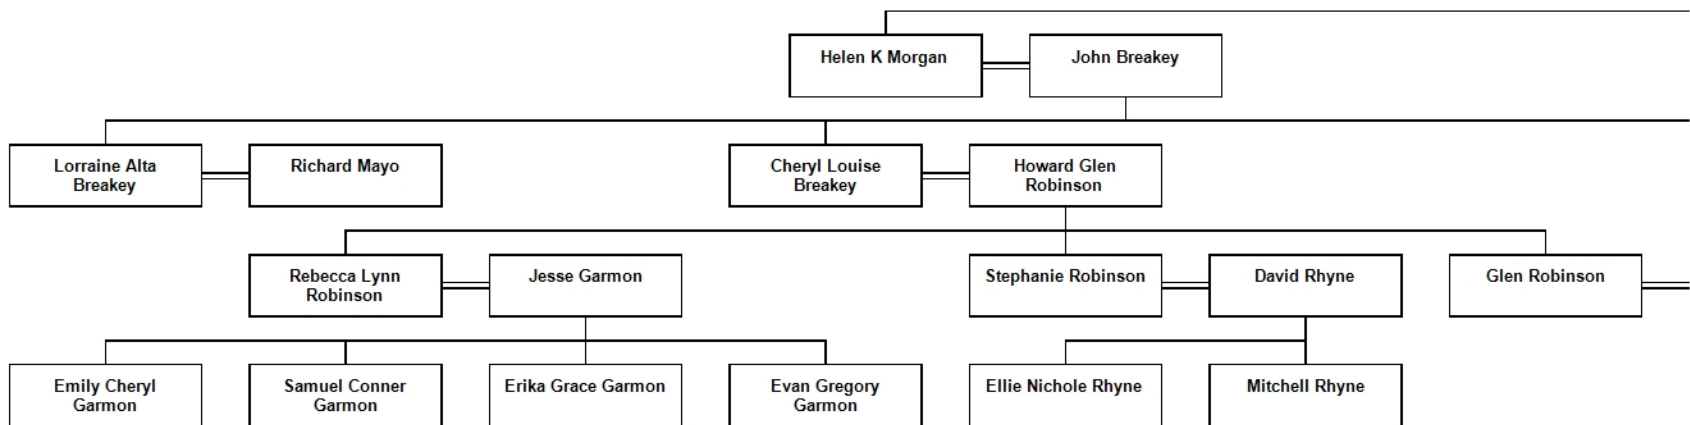 Helen K Morgan
John Breakey
Lorraine Alta
Breakey
Richard Mayo
Cheryl Louise
Breakey
Howard Glen
Robinson
Rebecca Lynn
Robinson
Jesse Garmon
Stephanie Robinson
David Rhyne
Glen Robinson
Emily Cheryl
Garmon
Samuel Conner
Garmon
Erika Grace Garmon
Evan Gregory
Garmon
Ellie Nichole Rhyne
Mitchell Rhyne